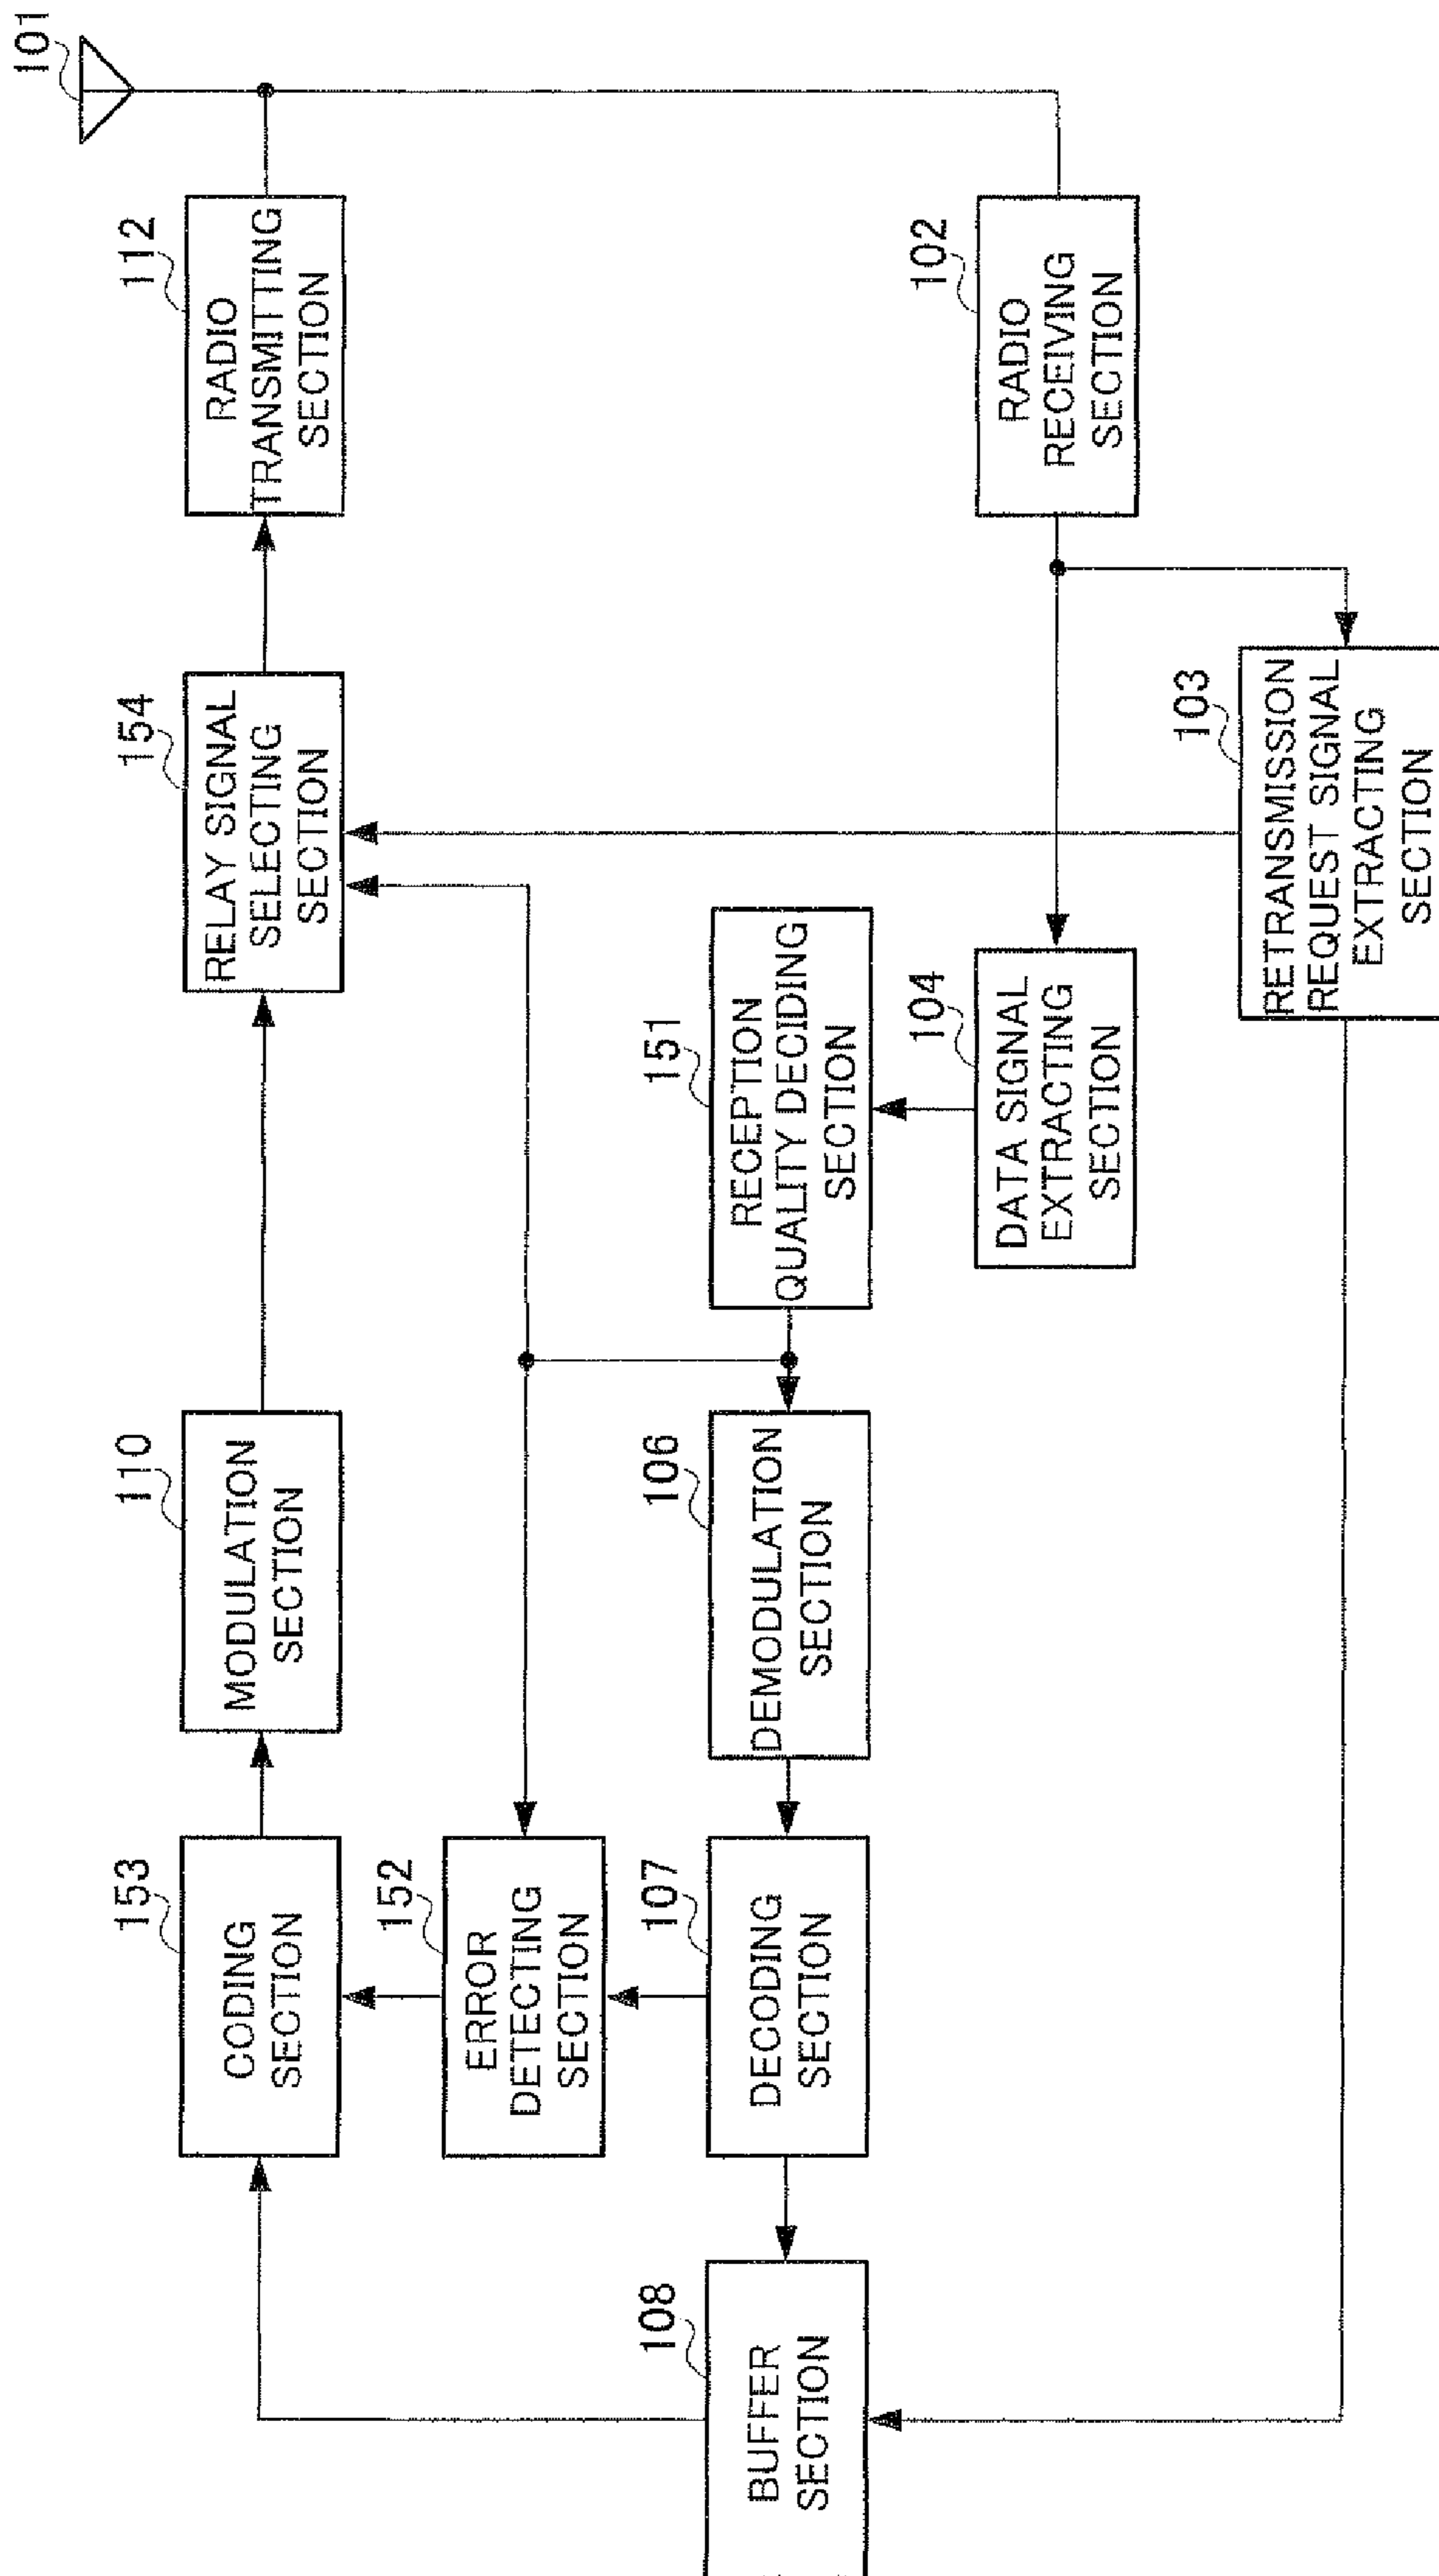 101
112
RADIO
TRANSMITTING
SECTION
102
RADIO
RECEIVING
SECTION
154
RELAY SIGNAL
SELECTING
SECTION
103
RETRANSMISSION
REQUEST SIGNAL
EXTRACTING
SECTION
151
RECEPTION
QUALITY DECIDING
SECTION
104
DATA SIGNAL
EXTRACTING
SECTION
110
MODULATION
SECTION
106
DEMODULATION
SECTION
153
CODING
SECTION
152
ERROR
DETECTING
SECTION
107
DECODING
SECTION
108
BUFFER
SECTION